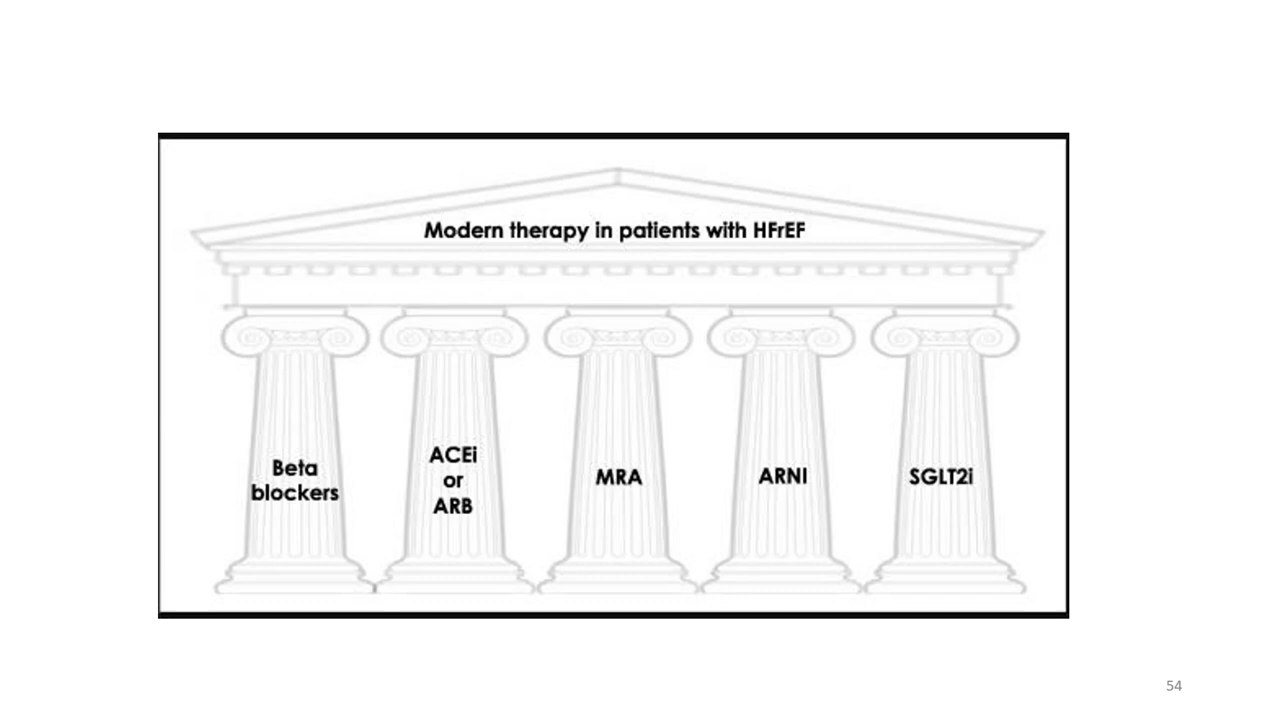 Modern therapy in patients with HFrEF
Beta
blockers
ACEi
or
ARB
MRA
ARNI
SGLT2i
54